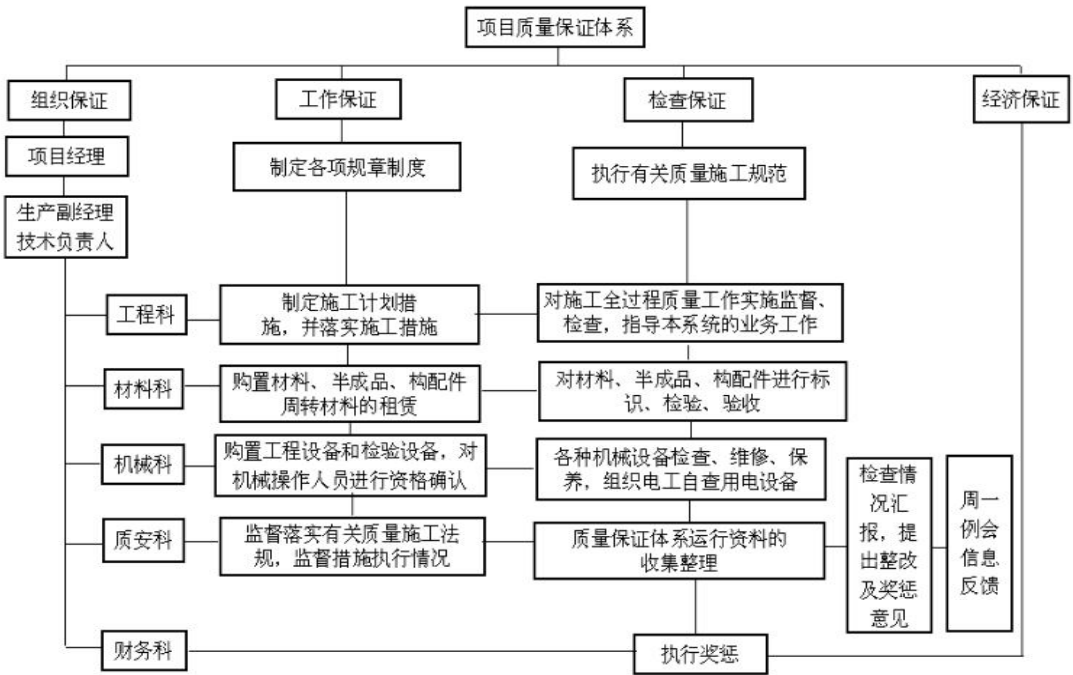 项目质量保证体系
组织保证
工作保证
检查保证
经济保证
项目经理
制定各项规章制度
执行有关质量施工规范
生产副经理
技术负责人
工程科
制定施工计划措
施，并落实施工措施
对施工全过程质量工作实施监督、
检查，指导本系统的业务工作
材料科
购置材料、半成品、构配件
周转材料的租赁
对材料、半成品、构配件进行标
识、检验、验收
机械科
购置工程设备和检验设备，对
机械操作人员进行资格确认
各种机械设备检查、维修、保
养，组织电工自查用电设备
质安科
监督落实有关质量施工法
规，监督措施执行情况
质量保证体系运行资料的
收集整理
检查情
况汇
报，提
出整改
及奖惩
意见
周一
例会
信息
反馈
财务科
执行奖惩